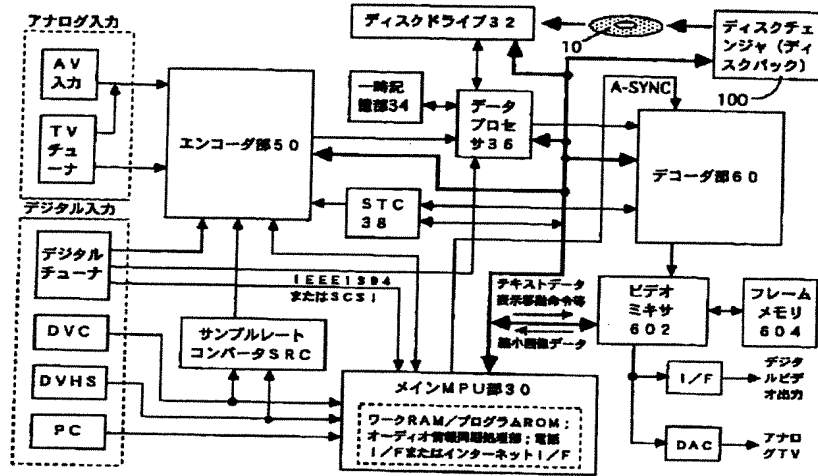 アナログ入力
AV
入力
TV
チュー
ナ
デジタル入力
デジタル
チューナ
DVC
DVHS
PC
エンコーダ部50
サンプルレート
コンバータSRC
IEEE1394
またはSCSI
ディスクドライブ32
一時記
憶部34
データ
プロセ
サ36
STC
38
10
ディスクチェ
ンジャ(ディ
スクパック)
100
A-SYNC
デコーダ部60
テキストデータ
表示移動命令等
縮小画像データ
ビデオ
ミキサ
602
フレーム
メモリ
604
メインMPU部30
ワークRAM/プログラムROM;
オーディオ情報同期処理部;電話
I/FまたはインターネットI/F
I/F
デジタ
ルビデ
オ出力
DAC
アナロ
グTV